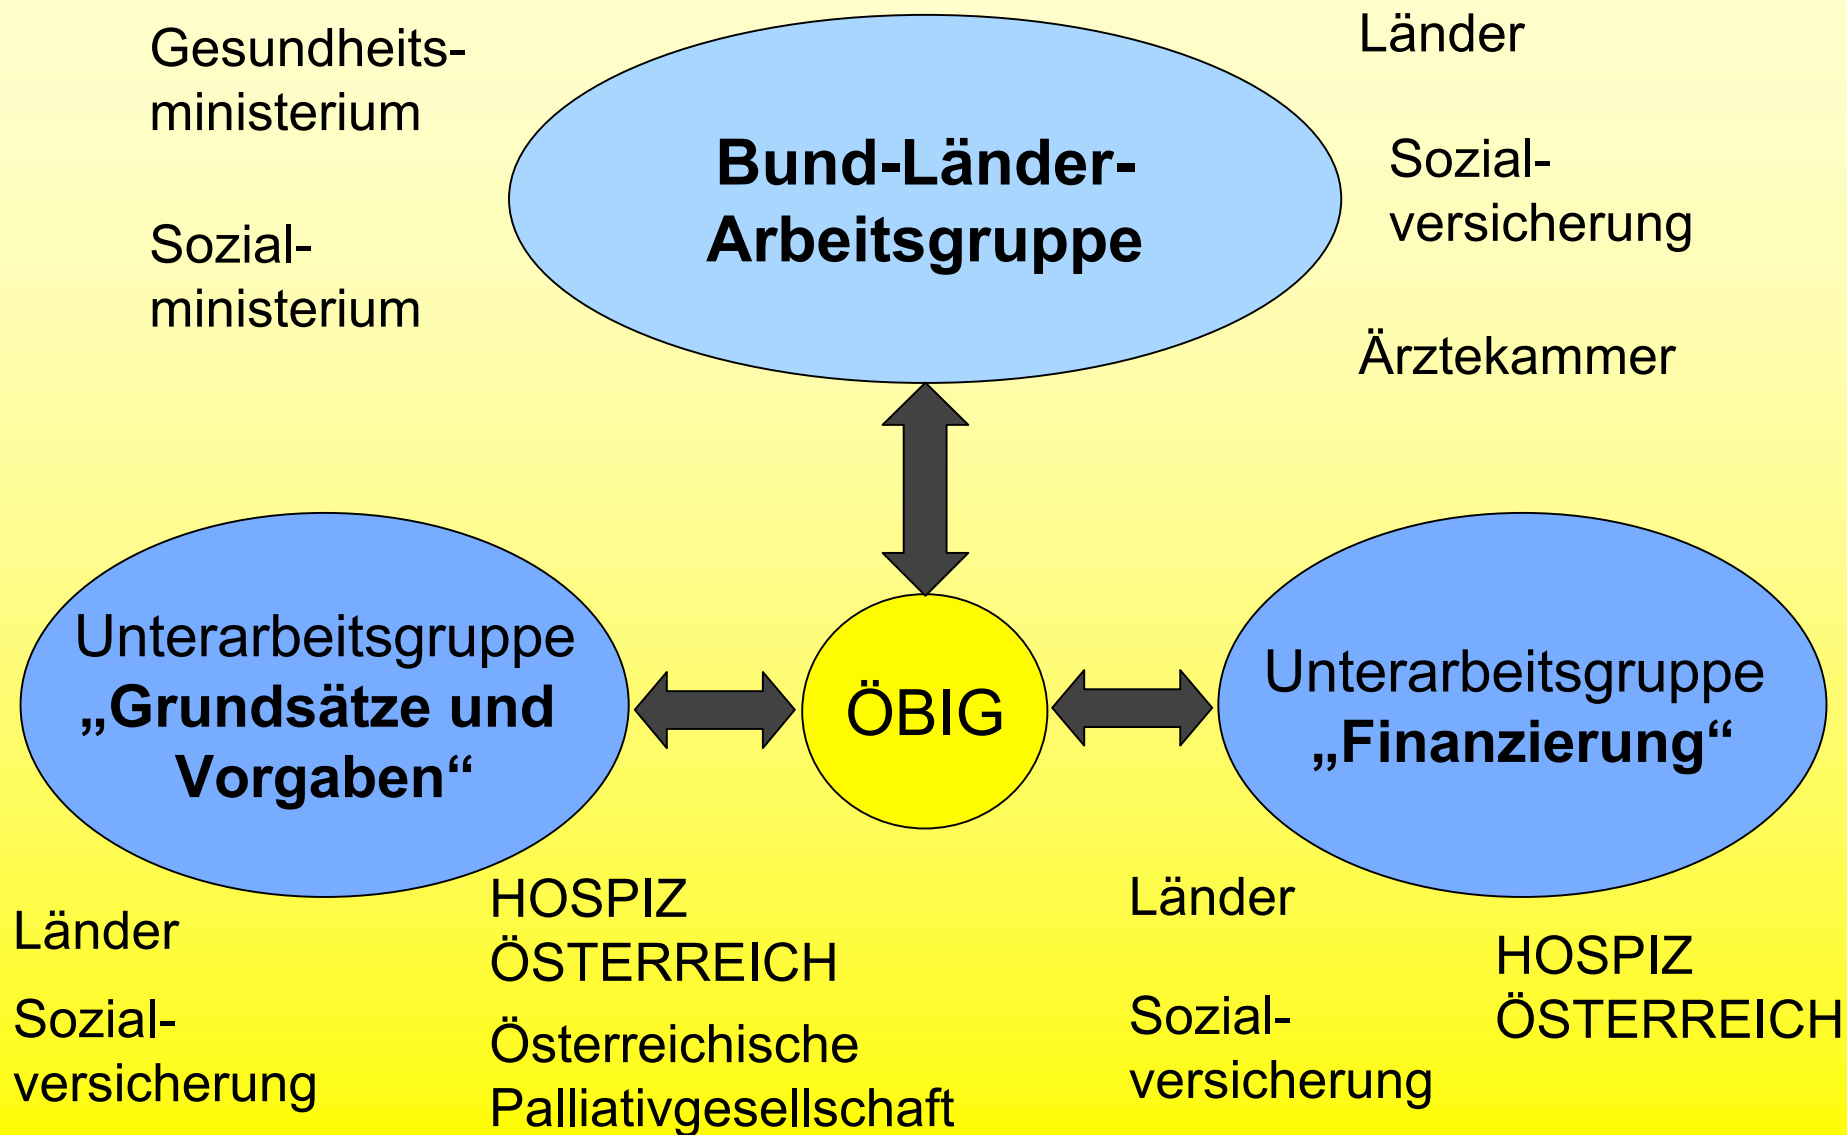 Gesundheits-
ministerium
Sozial-
ministerium
Bund-Länder-
Arbeitsgruppe
Länder
Sozial-
versicherung
Ärztekammer
Unterarbeitsgruppe
„Grundsätze und
Vorgaben“
ÖBIG
Unterarbeitsgruppe
„Finanzierung“
Länder
Sozial-
versicherung
HOSPIZ
ÖSTERREICH
Österreichische
Palliativgesellschaft
Länder
Sozial-
versicherung
HOSPIZ
ÖSTERREICH